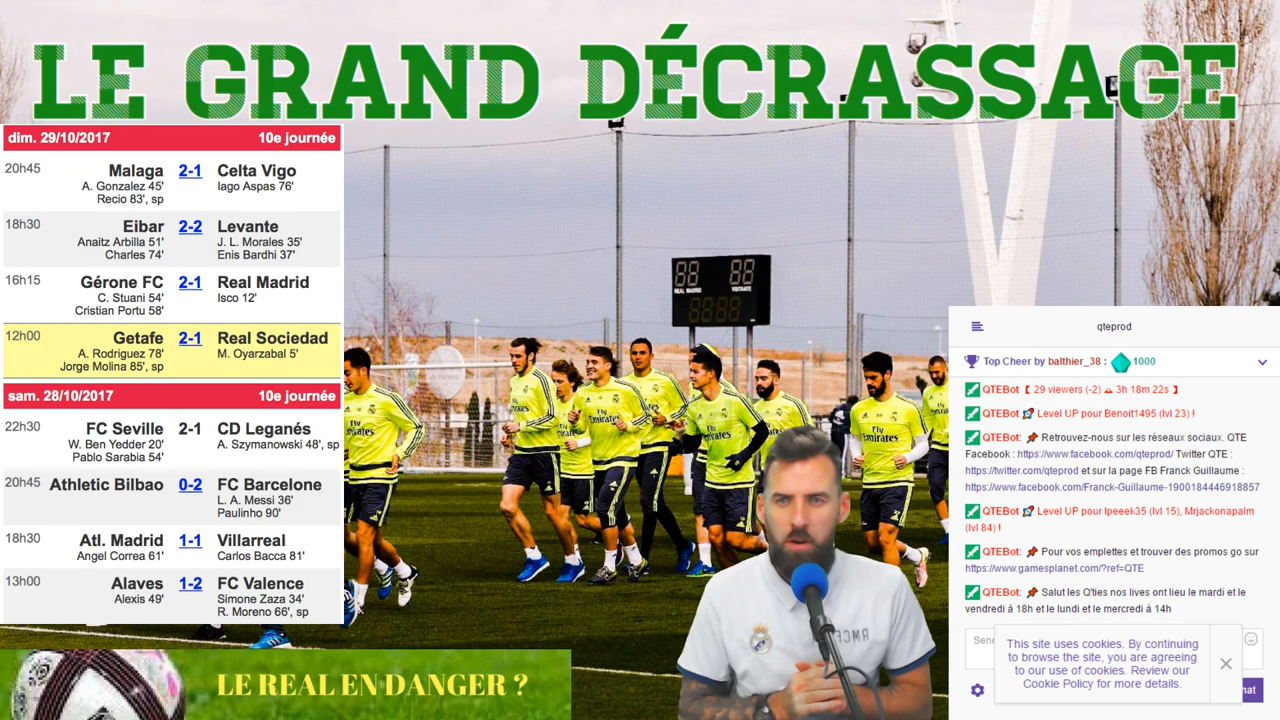 LE GRAND DÉCRASSAGE
dim. 29/10/2017 10e journée
20h45 Malaga 2-1 Celta Vigo
A. Gonzalez 45' Iago Aspas 76'
Recio 83', sp
18h30 Eibar 2-2 Levante
Anaitz Arbilla 51' J. L. Morales 35'
Charles 74' Enis Bardhi 37'
16h15 Gérone FC 2-1 Real Madrid
C. Stuani 54' Isco 12'
Cristian Portu 58'
12h00 Getafe 2-1 Real Sociedad
A. Rodriguez 78' M. Oyarzabal 5'
Jorge Molina 85', sp
sam. 28/10/2017 10e journée
22h30 FC Seville 2-1 CD Leganés
W. Ben Yedder 20' A. Szymanowski 48', sp
Pablo Sarabia 54'
20h45 Athletic Bilbao 0-2 FC Barcelone
L. A. Messi 36'
Paulinho 90'
18h30 Atl. Madrid 1-1 Villarreal
Angel Correa 61' Carlos Bacca 81'
13h00 Alaves 1-2 FC Valence
Alexis 49' Simone Zaza 34'
R. Moreno 66', sp
REAL MADRID VISITANTE
Fly Emirates
LE REAL EN DANGER ?
qteprod
Top Cheer by balthier_38 : 1000
QTEBot 【 29 viewers (-2) 3h 18m 22s 】
QTEBot Level UP pour Benoit1495 (lvl 23) !
QTEBot: 📌 Retrouvez-nous sur les réseaux sociaux. QTE
Facebook : https://www.facebook.com/qteprod/ Twitter QTE :
https://twitter.com/qteprod et sur la page FB Franck Guillaume :
https://www.facebook.com/Franck-Guillaume-1900184446918857
QTEBot Level UP pour Ipeeek35 (lvl 15), Mrjackonapalm
(lvl 84) !
QTEBot: 📌 Pour vos emplettes et trouver des promos go sur
https://www.gamesplanet.com/?ref=QTE
QTEBot: 📌 Salut les Q'ties nos lives ont lieu le mardi et le
vendredi à 18h et le lundi et le mercredi à 14h
Send
This site uses cookies. By continuing
to browse the site, you are agreeing
to our use of cookies. Review our
Cookie Policy for more details.
hat